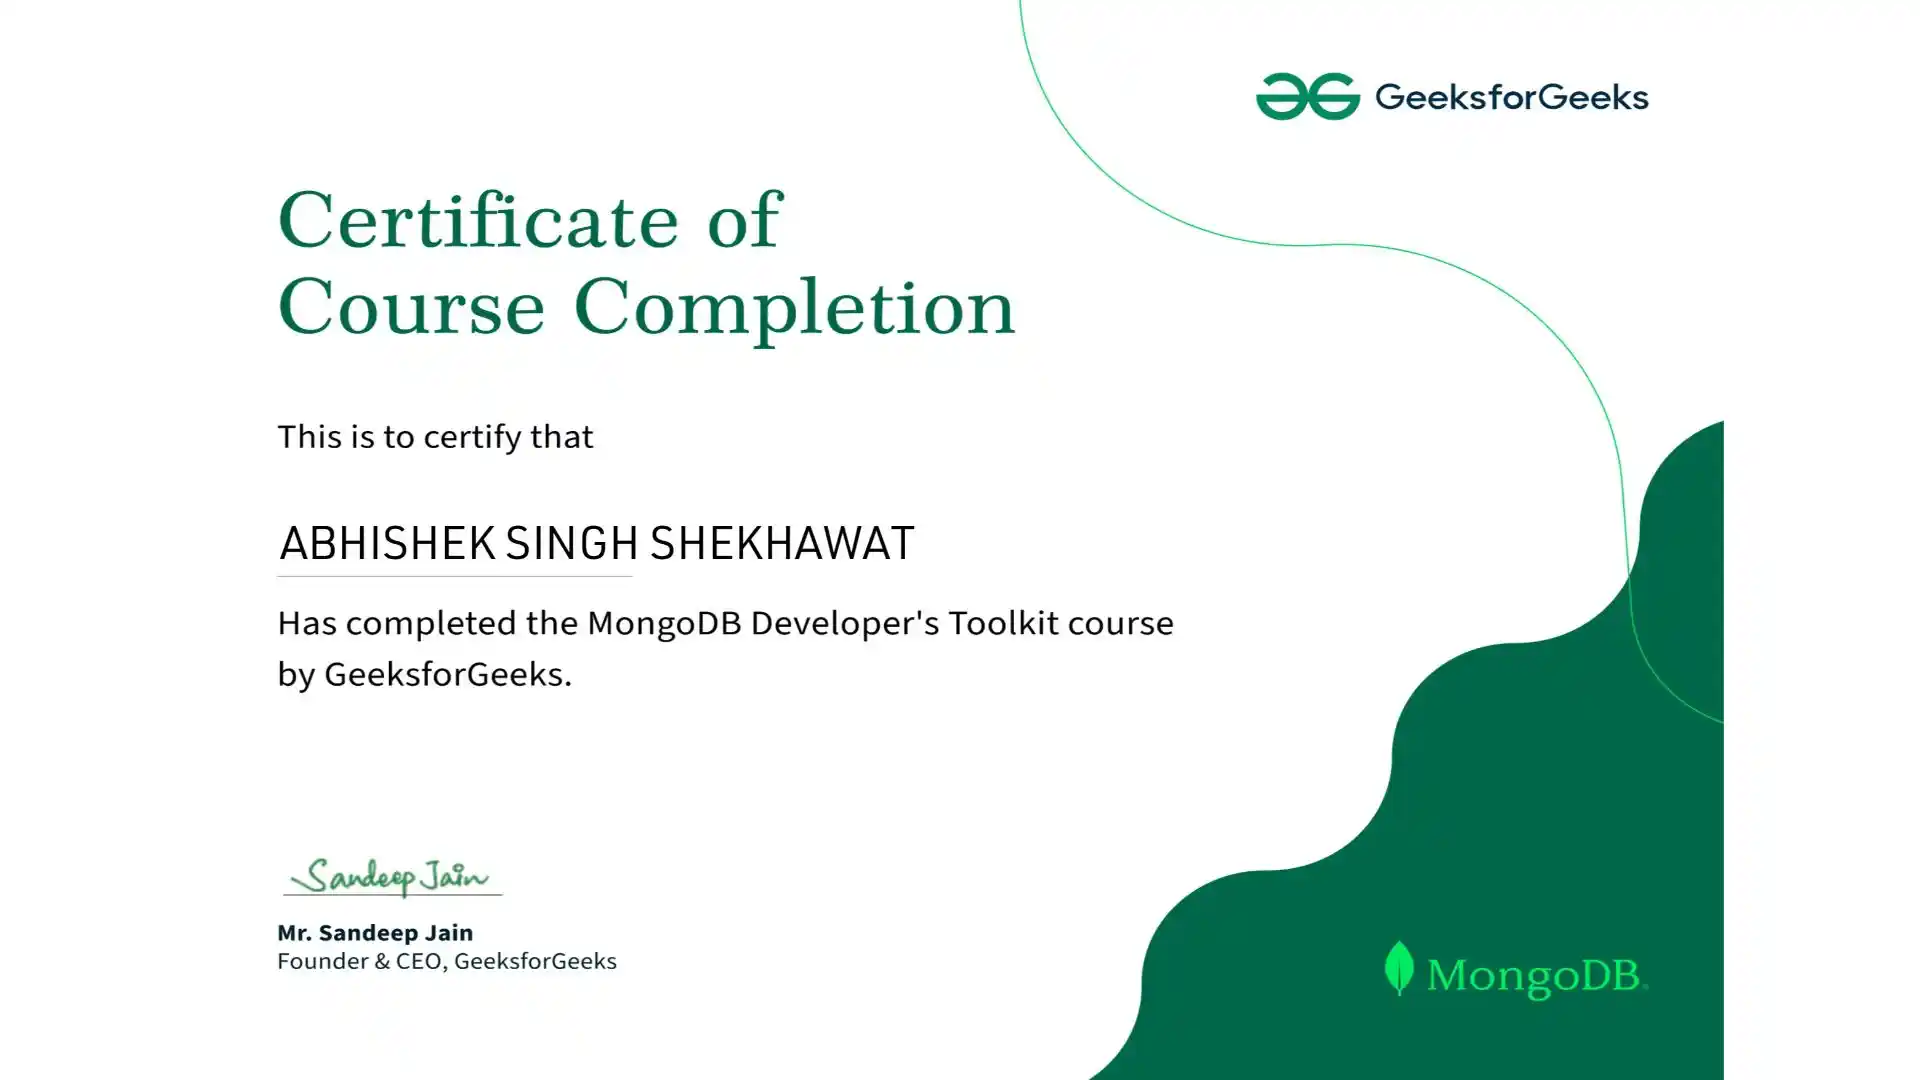 GeeksforGeeks
Certificate of
Course Completion
This is to certify that
ABHISHEK SINGH SHEKHAWAT
Has completed the MongoDB Developer's Toolkit course
by GeeksforGeeks.
Sandeep Jain
Mr. Sandeep Jain
Founder & CEO, GeeksforGeeks
MongoDB®